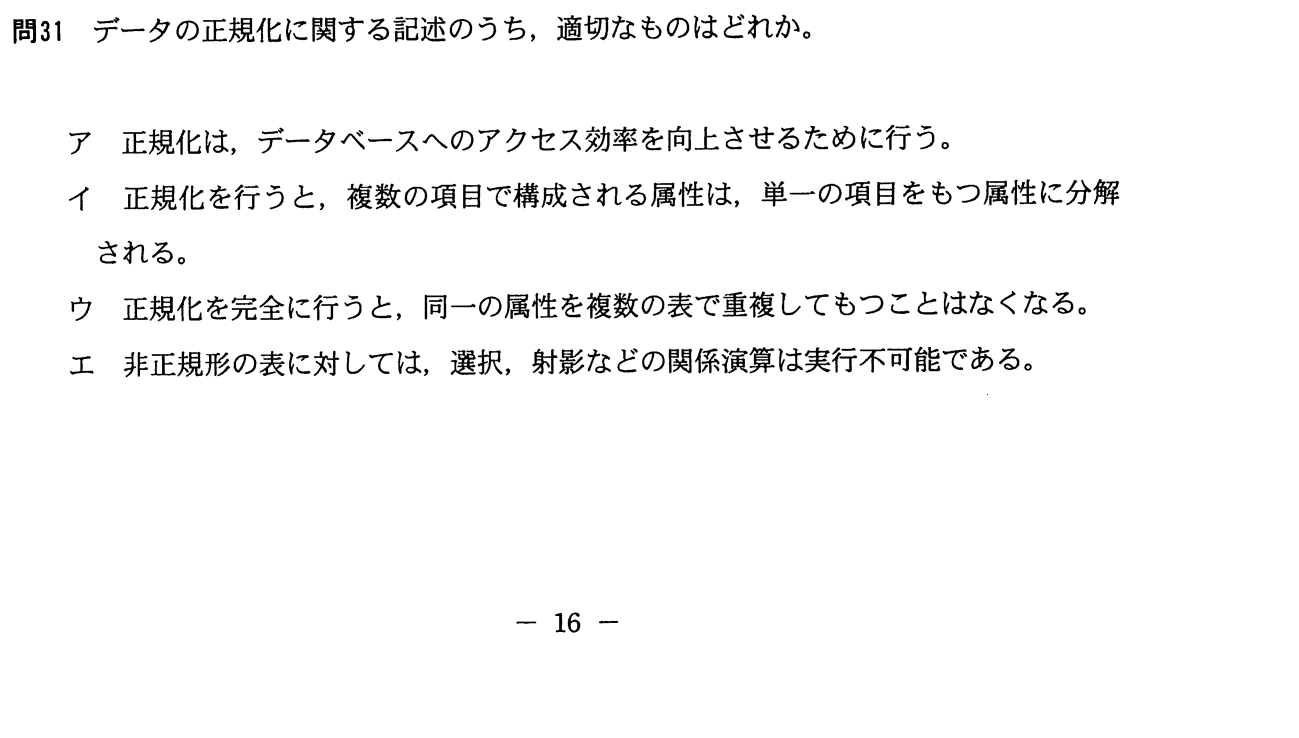 問31 データの正規化に関する記述のうち，適切なものはどれか。
ア 正規化は，データベースへのアクセス効率を向上させるために行う。
イ 正規化を行うと，複数の項目で構成される属性は，単一の項目をもつ属性に分解
される。
ウ 正規化を完全に行うと，同一の属性を複数の表で重複してもつことはなくなる。
エ 非正規形の表に対しては，選択，射影などの関係演算は実行不可能である。
－ 16 －